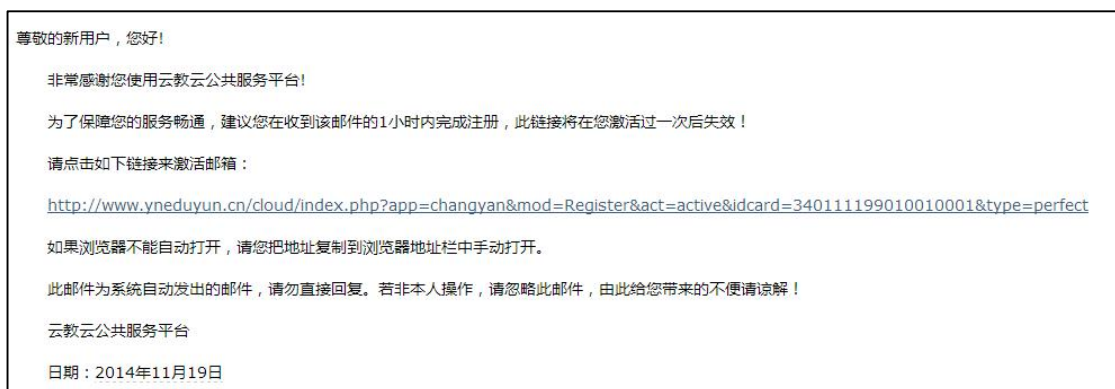 尊敬的新用户，您好!
非常感谢您使用云教云公共服务平台!
为了保障您的服务畅通，建议您在收到该邮件的1小时内完成注册，此链接将在您激活过一次后失效！
请点击如下链接来激活邮箱：
http://www.yneduyun.cn/cloud/index.php?app=changyan&mod=Register&act=active&idcard=340111199010010001&type=perfect
如果浏览器不能自动打开，请您把地址复制到浏览器地址栏中手动打开。
此邮件为系统自动发出的邮件，请勿直接回复。若非本人操作，请忽略此邮件，由此给您带来的不便请谅解！
云教云公共服务平台
日期：2014年11月19日